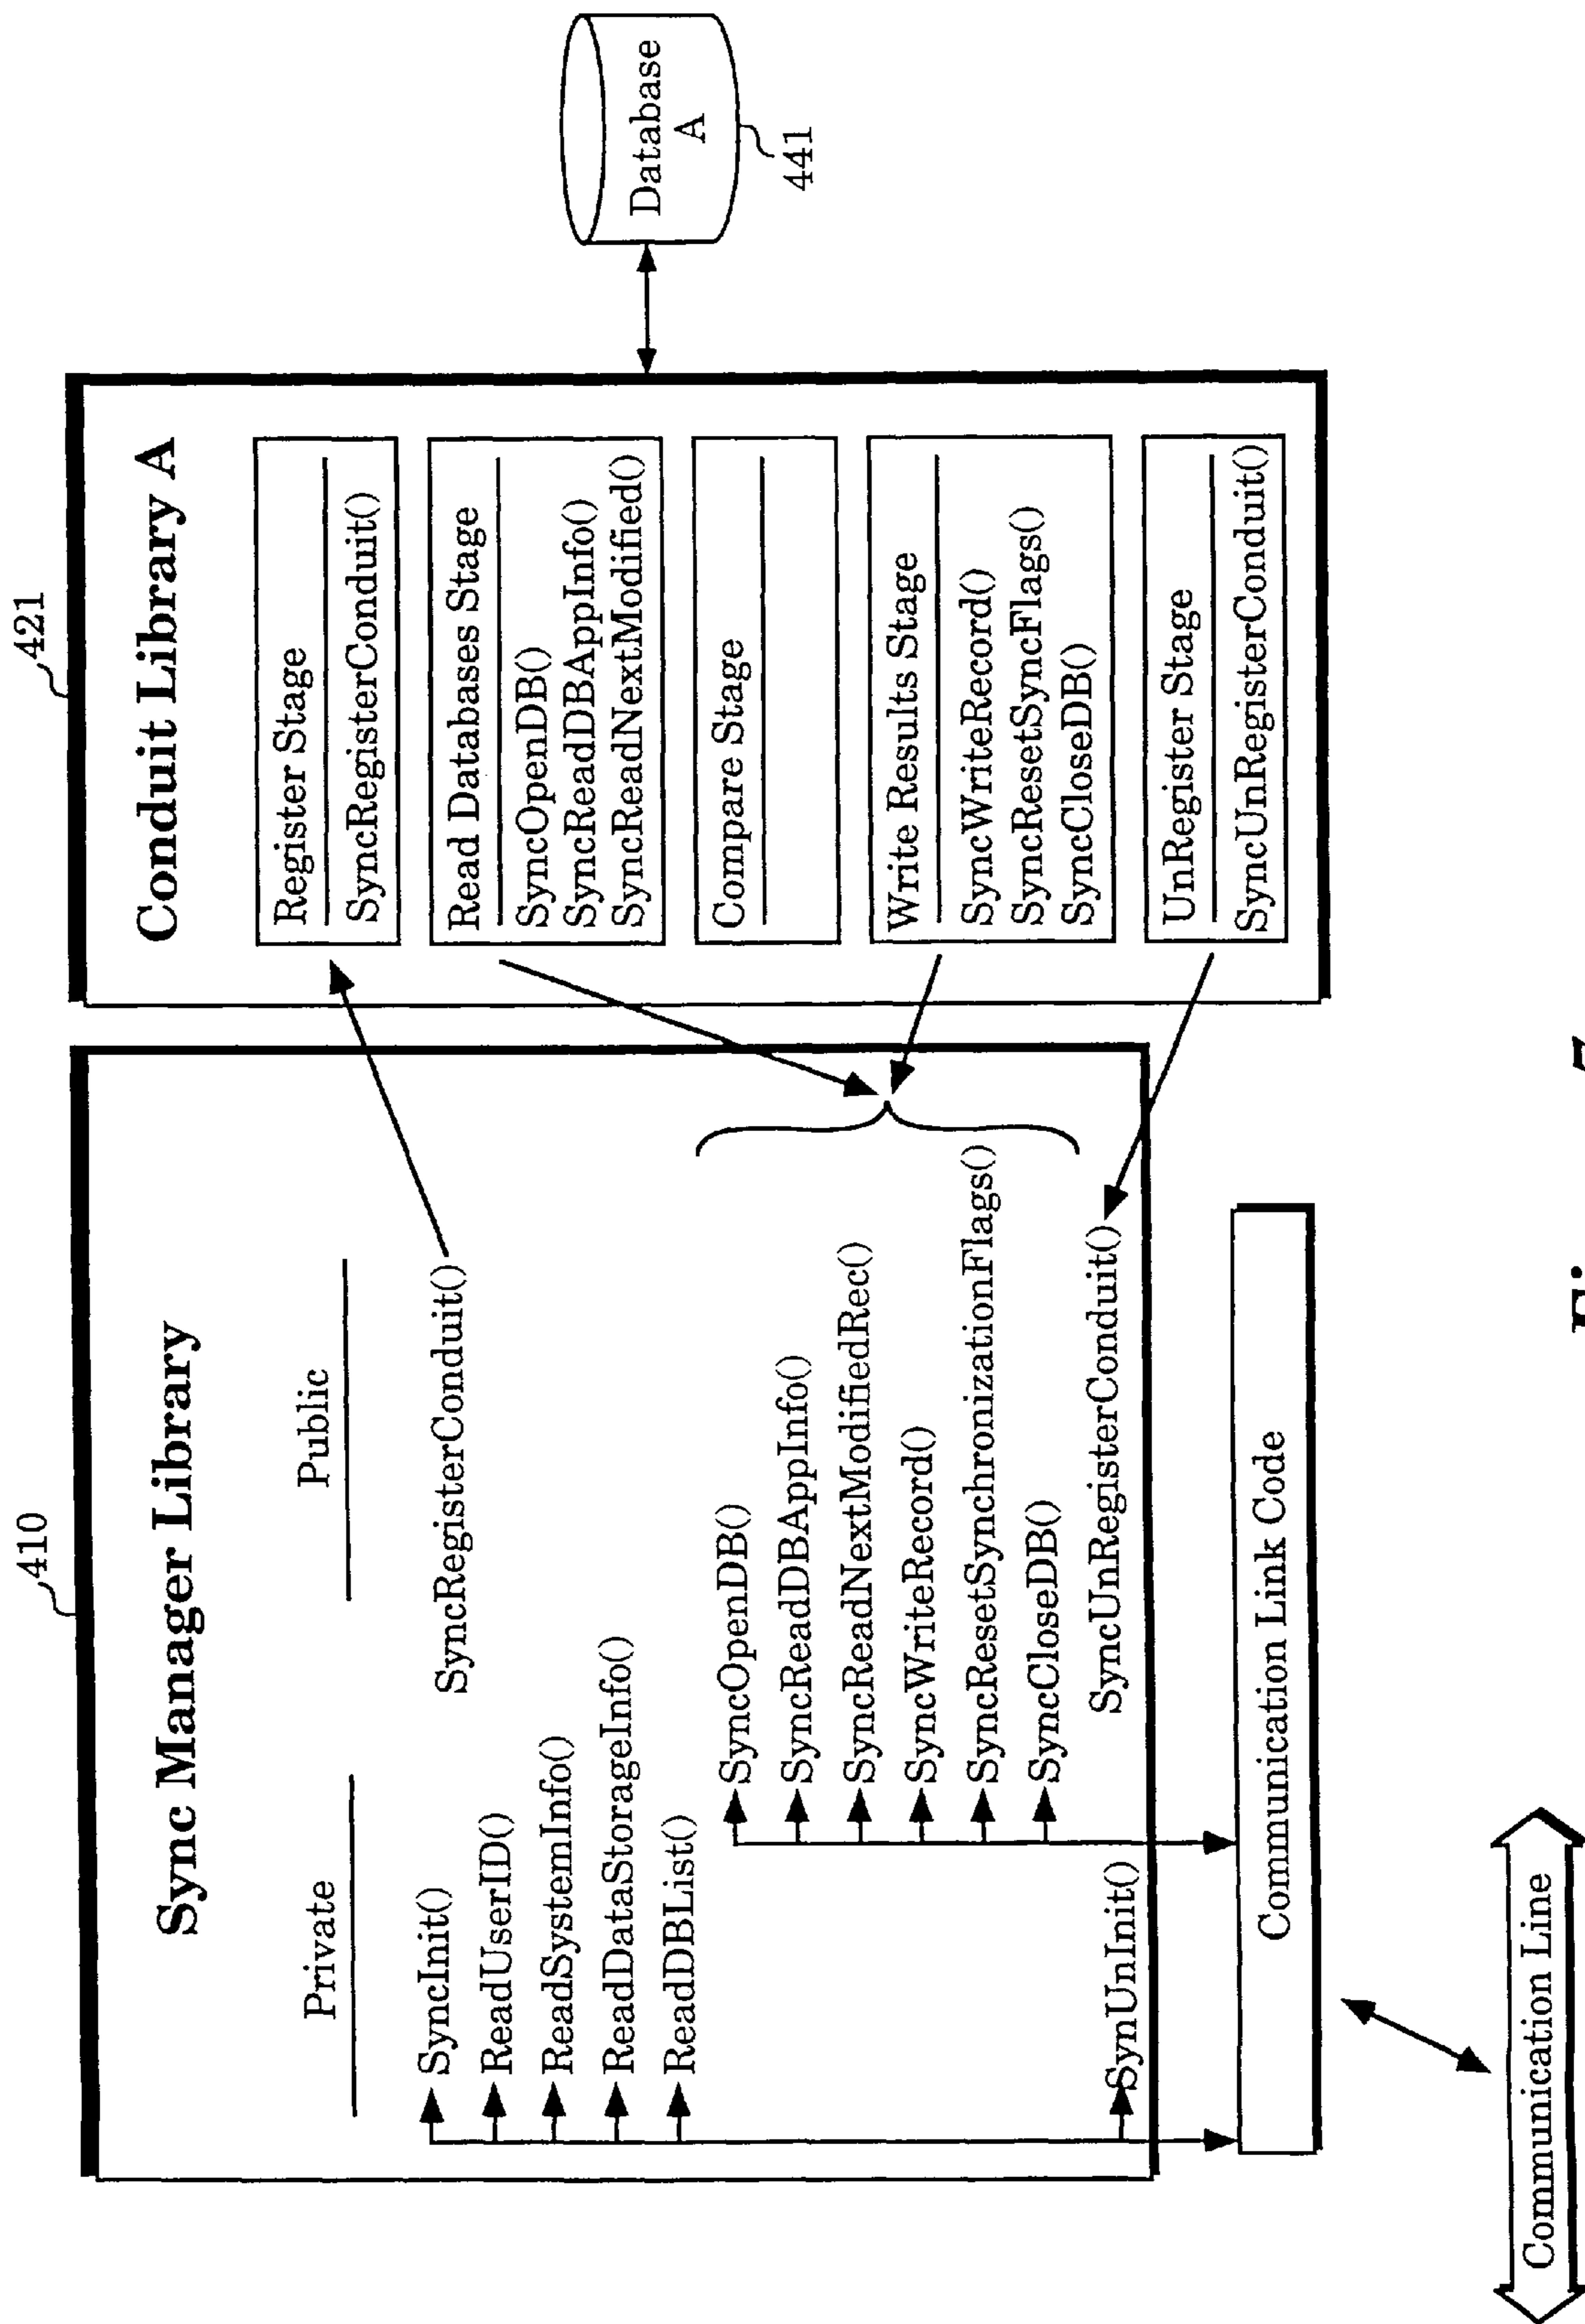 410
Sync Manager Library
Private
Public
SyncInit()
ReadUserID()
ReadSystemInfo()
ReadDataStorageInfo()
ReadDBList()
SynUnInit()
SyncRegisterConduit()
SyncOpenDB()
SyncReadDBAppInfo()
SyncReadNextModifiedRec()
SyncWriteRecord()
SyncResetSynchronizationFlags()
SyncCloseDB()
SyncUnRegisterConduit()
Communication Link Code
Communication Line
421
Conduit Library A
Register Stage
SyncRegisterConduit()
Read Databases Stage
SyncOpenDB()
SyncReadDBAppInfo()
SyncReadNextModified()
Compare Stage
Write Results Stage
SyncWriteRecord()
SyncResetSyncFlags()
SyncCloseDB()
UnRegister Stage
SyncUnRegisterConduit()
Database
A
441